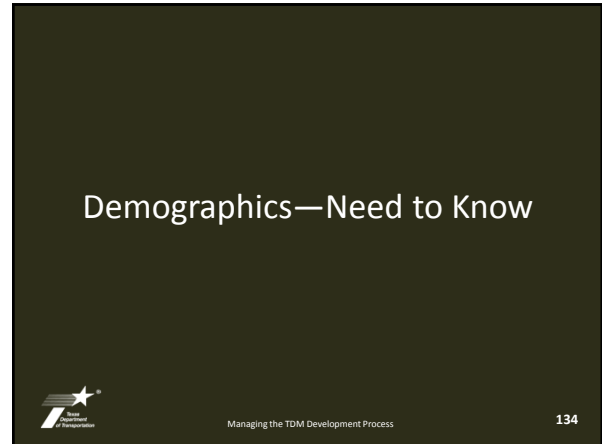 Demographics—Need to Know
Texas
Department
of Transportation
®
Managing the TDM Development Process
134